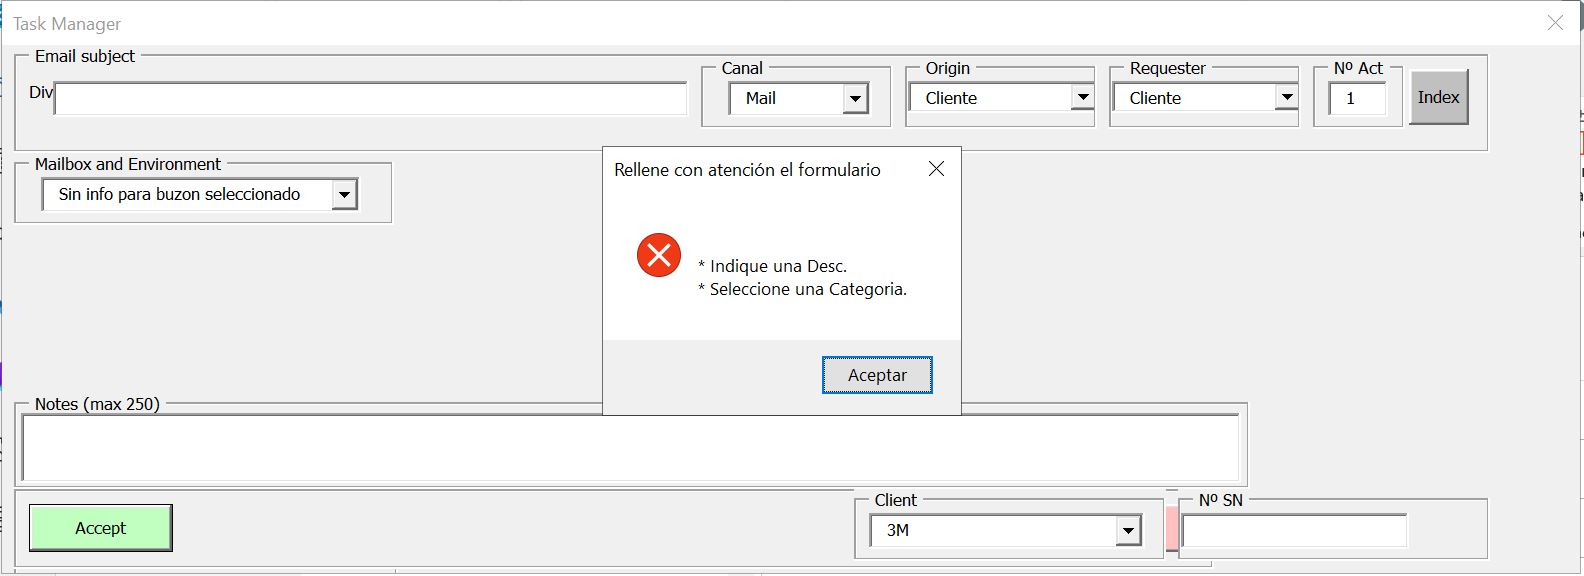 Task Manager
Email subject
Div
Canal
Mail
Origin
Cliente
Requester
Cliente
Nº Act
1
Index
Mailbox and Environment
Sin info para buzon seleccionado
Rellene con atención el formulario
* Indique una Desc.
* Seleccione una Categoria.
Aceptar
Notes (max 250)
Accept
Client
3M
Nº SN